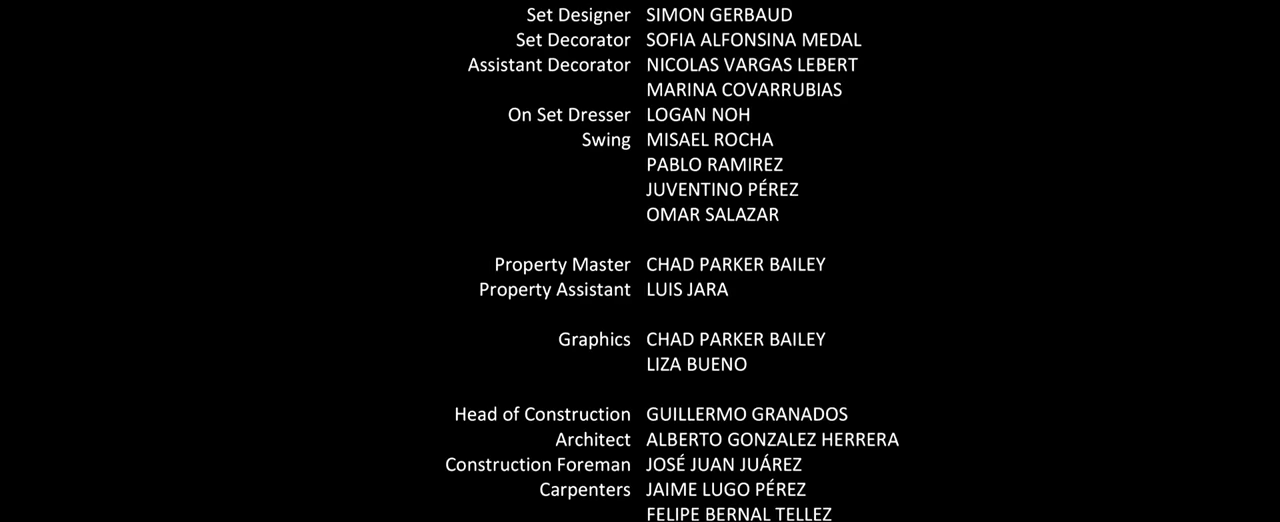 Set Designer SIMON GERBAUD
Set Decorator SOFIA ALFONSINA MEDAL
Assistant Decorator NICOLAS VARGAS LEBERT
MARINA COVARRUBIAS
On Set Dresser LOGAN NOH
Swing MISAEL ROCHA
PABLO RAMIREZ
JUVENTINO PÉREZ
OMAR SALAZAR
Property Master CHAD PARKER BAILEY
Property Assistant LUIS JARA
Graphics CHAD PARKER BAILEY
LIZA BUENO
Head of Construction GUILLERMO GRANADOS
Architect ALBERTO GONZALEZ HERRERA
Construction Foreman JOSÉ JUAN JUÁREZ
Carpenters JAIME LUGO PÉREZ
FELIPE BERNAL TELLEZ